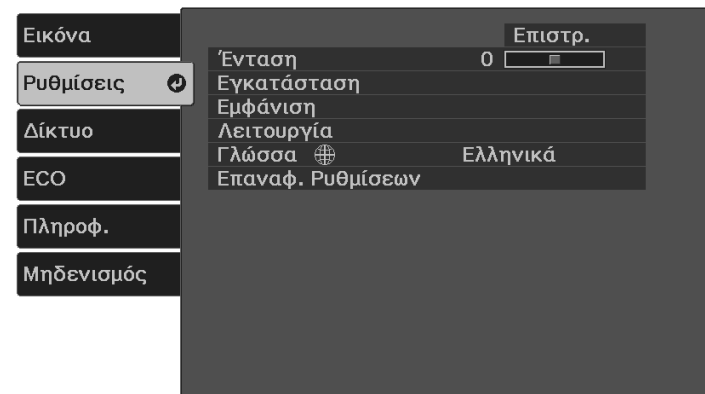 Εικόνα
Ρυθμίσεις
Δίκτυο
ECO
Πληροφ.
Μηδενισμός
Επιστρ.
Ένταση 0
Εγκατάσταση
Εμφάνιση
Λειτουργία
Γλώσσα Ελληνικά
Επαναφ. Ρυθμίσεων